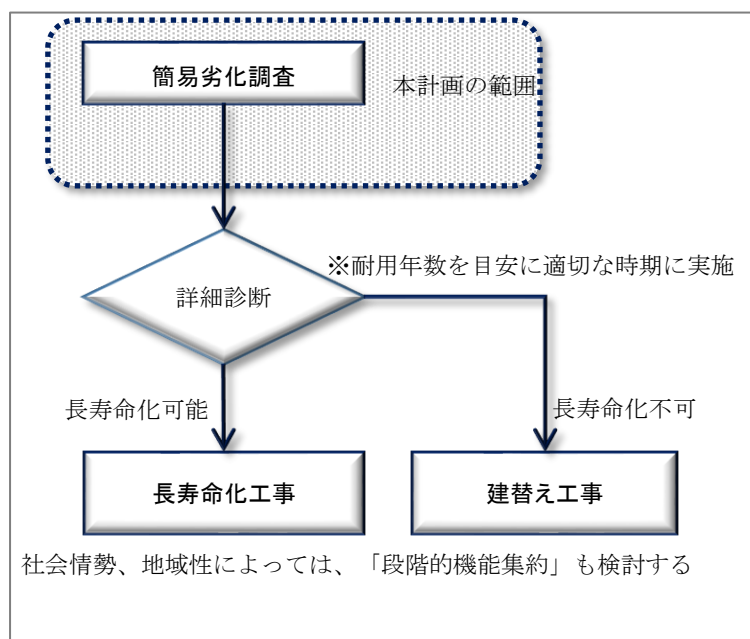 簡易劣化調査
本計画の範囲
※耐用年数を目安に適切な時期に実施
詳細診断
長寿命化可能
長寿命化不可
長寿命化工事
建替え工事
社会情勢、地域性によっては、「段階的機能集約」も検討する